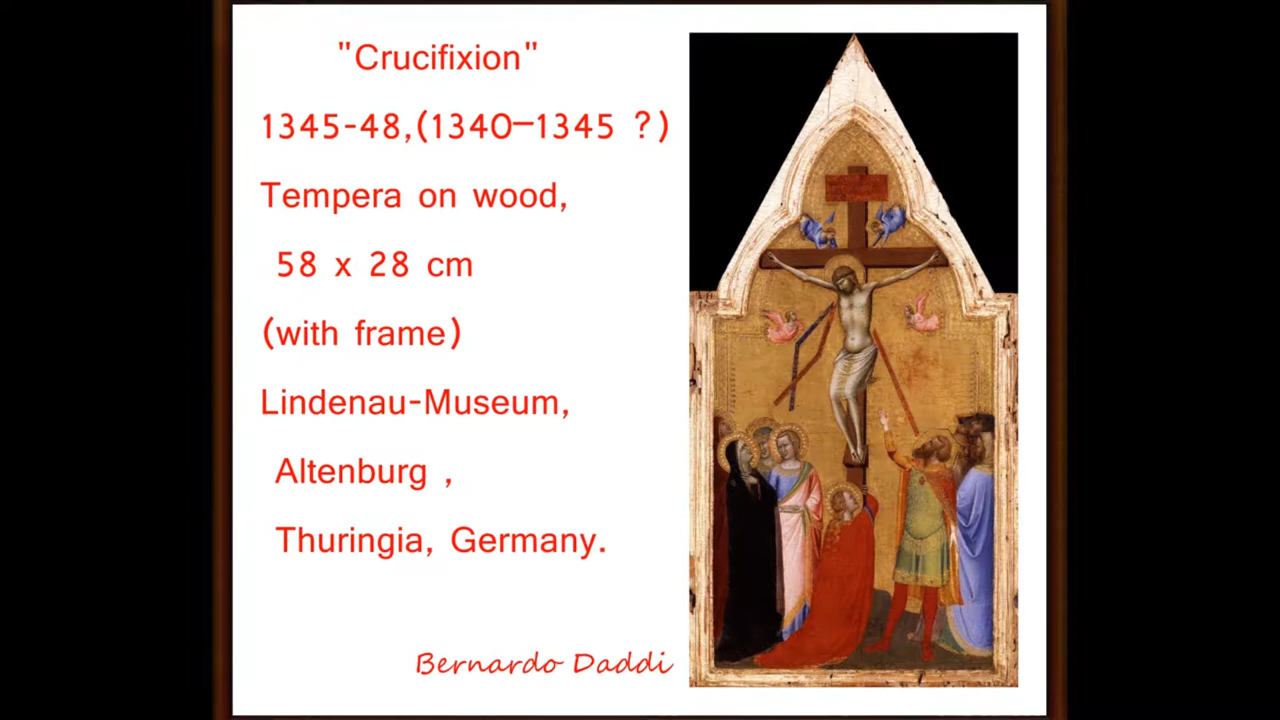 "Crucifixion"
1345-48,(1340–1345 ?)
Tempera on wood,
58 x 28 cm
(with frame)
Lindenau-Museum,
Altenburg ,
Thuringia, Germany.
Bernardo Daddi